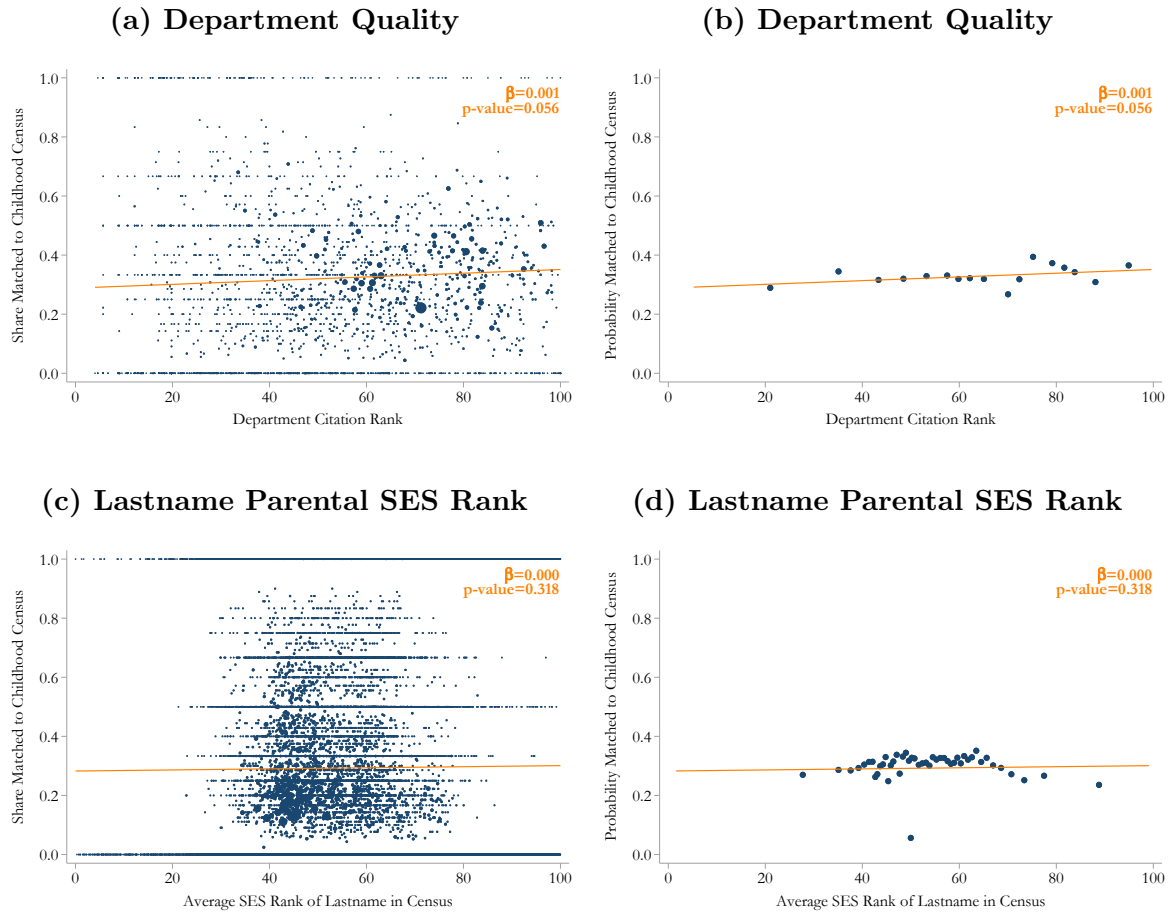 (a) Department Quality
Share Matched to Childhood Census
1.0
0.8
0.6
0.4
0.2
0.0
β=0.001
p-value=0.056
0 20 40 60 80 100
Department Citation Rank
(b) Department Quality
Probability Matched to Childhood Census
1.0
0.8
0.6
0.4
0.2
0.0
β=0.001
p-value=0.056
0 20 40 60 80 100
Department Citation Rank
(c) Lastname Parental SES Rank
Share Matched to Childhood Census
1.0
0.8
0.6
0.4
0.2
0.0
β=0.000
p-value=0.318
0 20 40 60 80 100
Average SES Rank of Lastname in Census
(d) Lastname Parental SES Rank
Probability Matched to Childhood Census
1.0
0.8
0.6
0.4
0.2
0.0
β=0.000
p-value=0.318
0 20 40 60 80 100
Average SES Rank of Lastname in Census